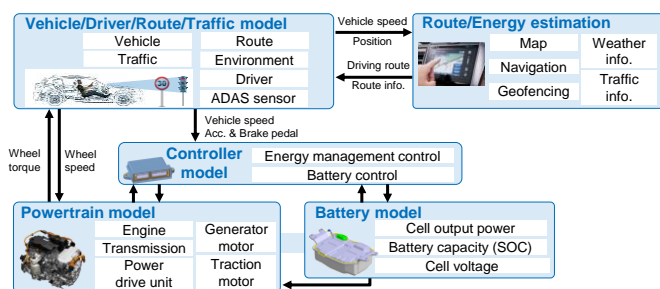 Vehicle/Driver/Route/Traffic model
Vehicle
Route
Traffic
Environment
Driver
ADAS sensor
30
Vehicle speed
Position
Driving route
Route info.
Route/Energy estimation
Map
Weather
info.
Navigation
Geofencing
Traffic
info.
Vehicle speed
Acc. & Brake pedal
Wheel
torque
Wheel
speed
Controller
model
Energy management control
Battery control
Powertrain model
Engine
Generator
motor
Transmission
Power
drive unit
Traction
motor
Battery model
Cell output power
Battery capacity (SOC)
Cell voltage